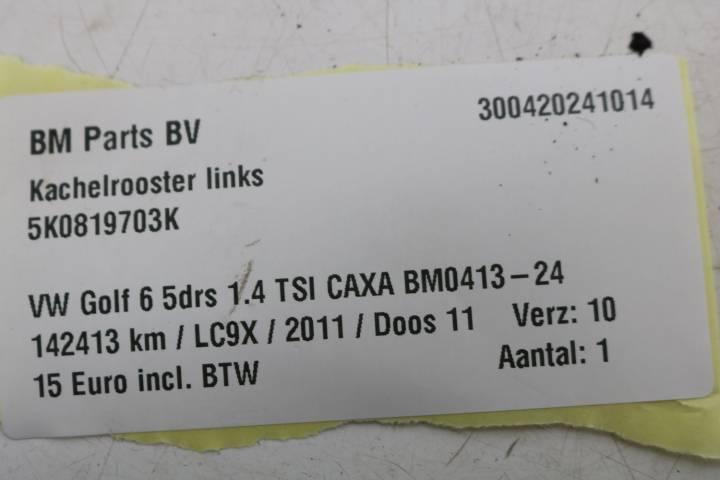 BM Parts BV 300420241014
Kachelrooster links
5K0819703K
VW Golf 6 5drs 1.4 TSI CAXA BM0413-24
142413 km / LC9X / 2011 / Doos 11 Verz: 10
15 Euro incl. BTW Aantal: 1